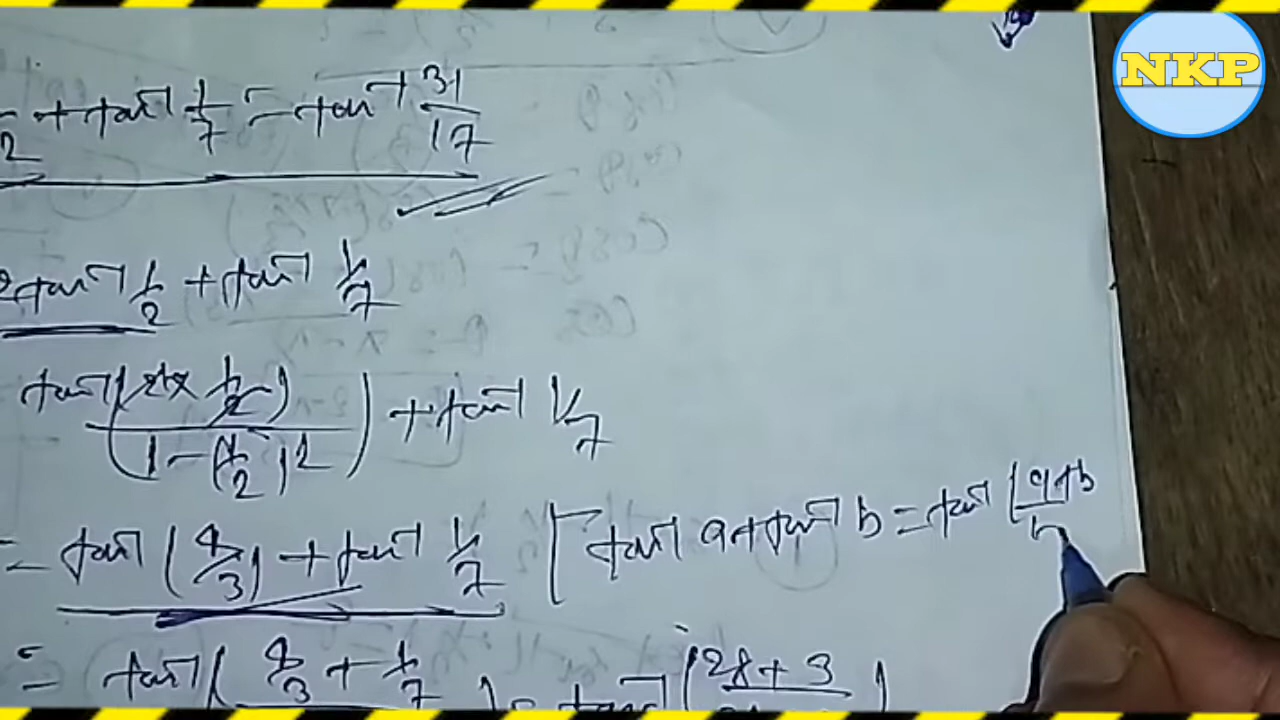 NKP
2 + tan⁻¹ 1/7 = tan⁻¹ 31/17
2tan⁻¹ 1/2 + tan⁻¹ 1/7
tan⁻¹((2 × 1/2)/(1 - (1/2)²)) + tan⁻¹ 1/7
= tan⁻¹(4/3) + tan⁻¹ 1/7 [∵ tan⁻¹ a + tan⁻¹ b = tan⁻¹(a+b
= tan⁻¹(4/3 + 1/7) = tan⁻¹(28 + 3)